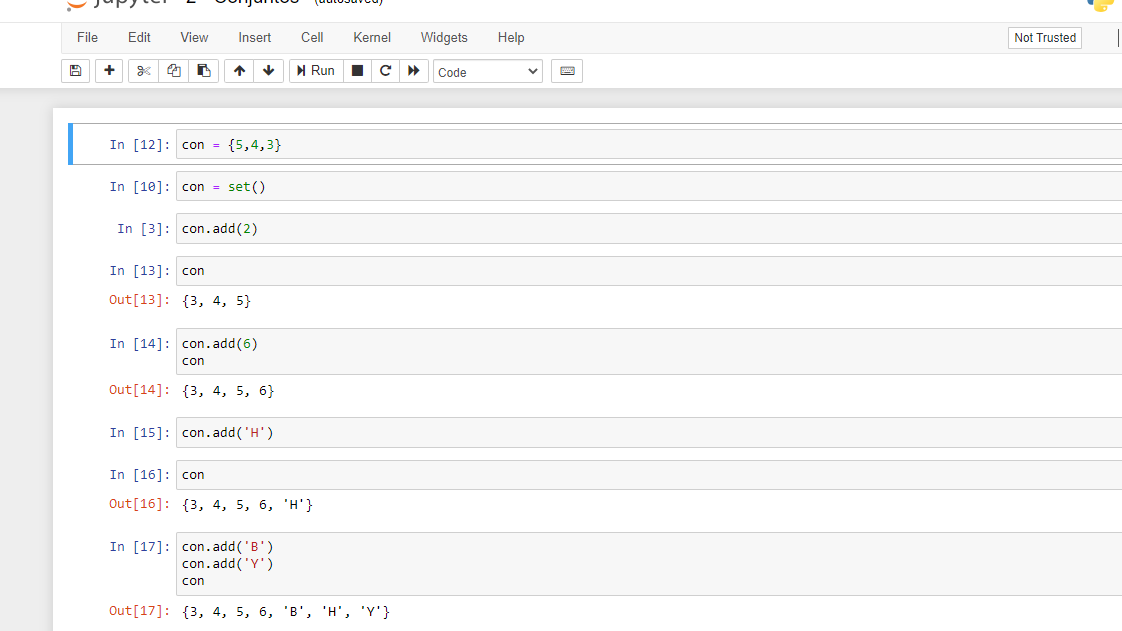 jupyter 2 - Conjuntos (autosaved)
File Edit View Insert Cell Kernel Widgets Help Not Trusted
Run Code
In [12]: con = {5,4,3}
In [10]: con = set()
In [3]: con.add(2)
In [13]: con
Out[13]: {3, 4, 5}
In [14]: con.add(6)
con
Out[14]: {3, 4, 5, 6}
In [15]: con.add('H')
In [16]: con
Out[16]: {3, 4, 5, 6, 'H'}
In [17]: con.add('B')
con.add('Y')
con
Out[17]: {3, 4, 5, 6, 'B', 'H', 'Y'}